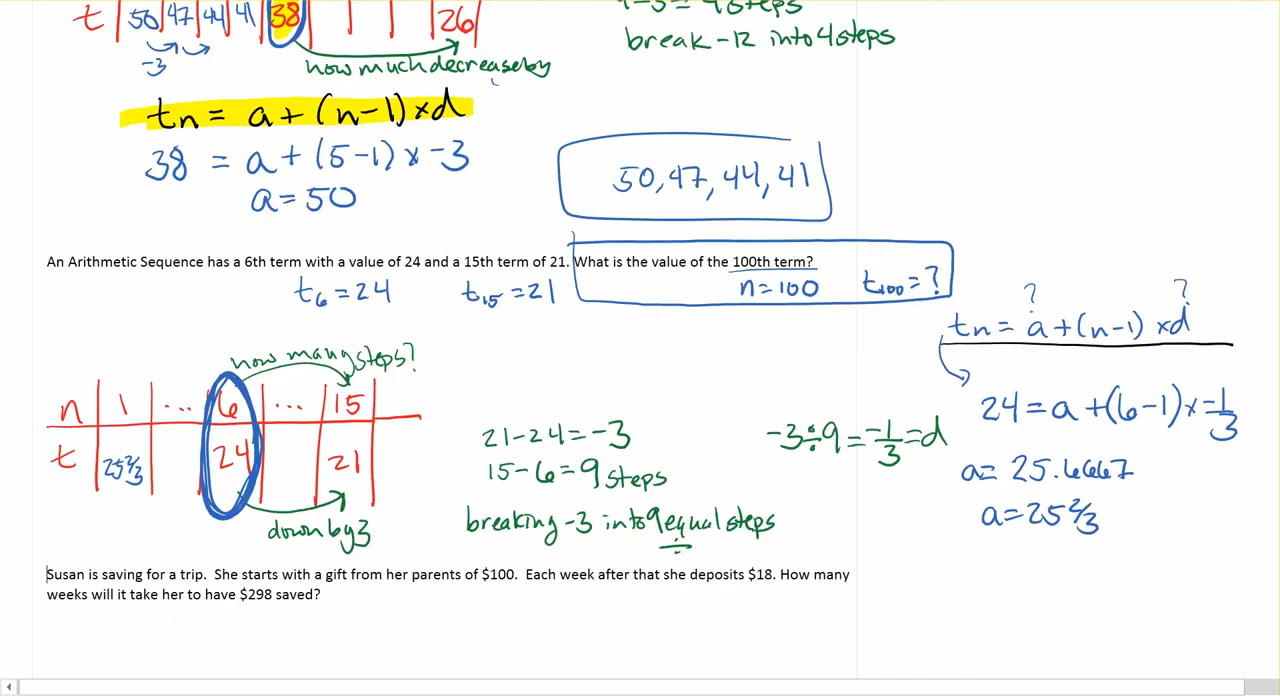 t 50 47 44 41 38 26
-3
how much decrease by
break -12 into 4 steps
tn = a + (n-1) × d
38 = a + (5-1) × -3
a = 50
50, 47, 44, 41
An Arithmetic Sequence has a 6th term with a value of 24 and a 15th term of 21. What is the value of the 100th term?
t6 = 24 t15 = 21 n = 100 t100 = ?
? ?
tn = a + (n-1) × d
how many steps?
n 1 ... 6 ... 15
t 25 2/3 24 21
down by 3
21 - 24 = -3
15 - 6 = 9 steps
breaking -3 into 9 equal steps
÷
-3 ÷ 9 = -1/3 = d
24 = a + (6-1) × -1/3
a = 25.6667
a = 25 2/3
Susan is saving for a trip. She starts with a gift from her parents of $100. Each week after that she deposits $18. How many
weeks will it take her to have $298 saved?